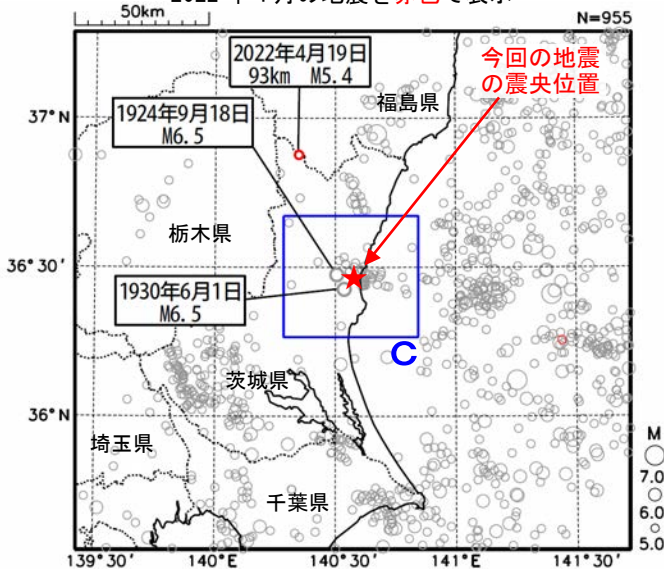 50km
N=955
2022年4月19日
93km M5.4
今回の地震
の震央位置
福島県
37°N
1924年9月18日
M6.5
栃木県
36°30′
1930年6月1日
M6.5
C
茨城県
36°N
埼玉県
千葉県
M
7.0
6.0
5.0
139°30′
140°E
140°30′
141°E
141°30′